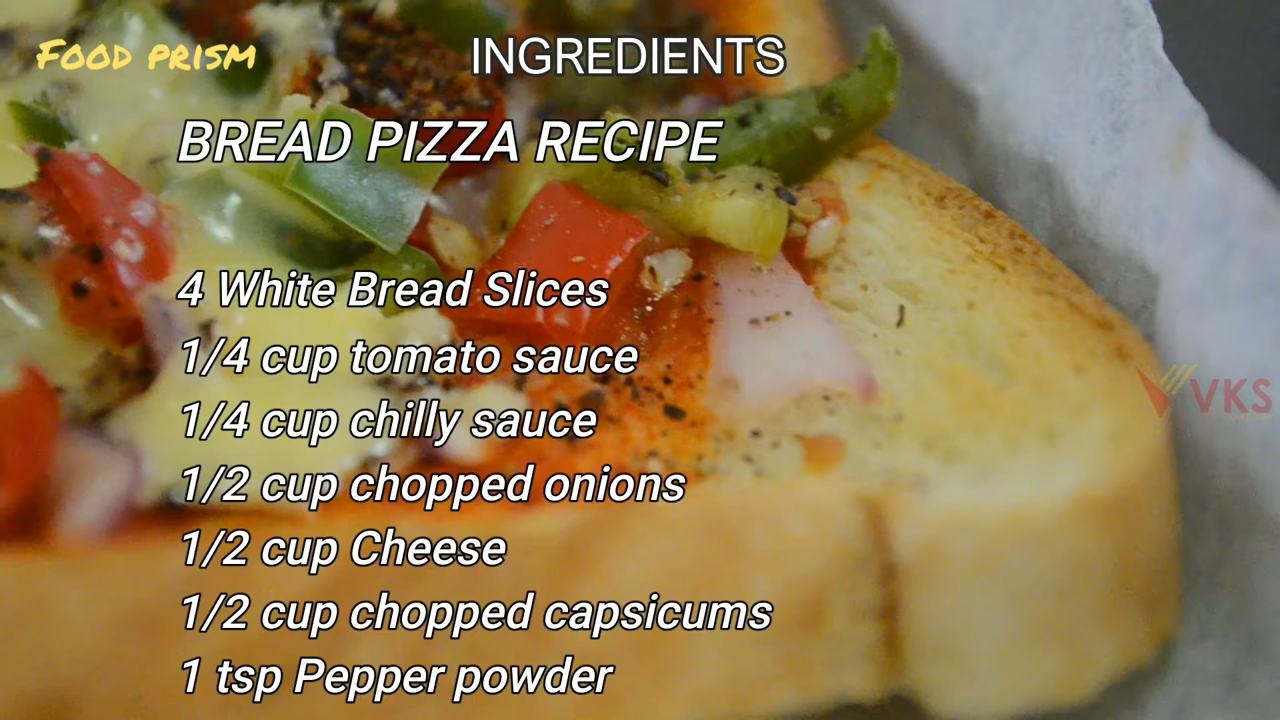 FOOD PRISM
INGREDIENTS
BREAD PIZZA RECIPE
4 White Bread Slices
1/4 cup tomato sauce
1/4 cup chilly sauce
1/2 cup chopped onions
1/2 cup Cheese
1/2 cup chopped capsicums
1 tsp Pepper powder
VKS